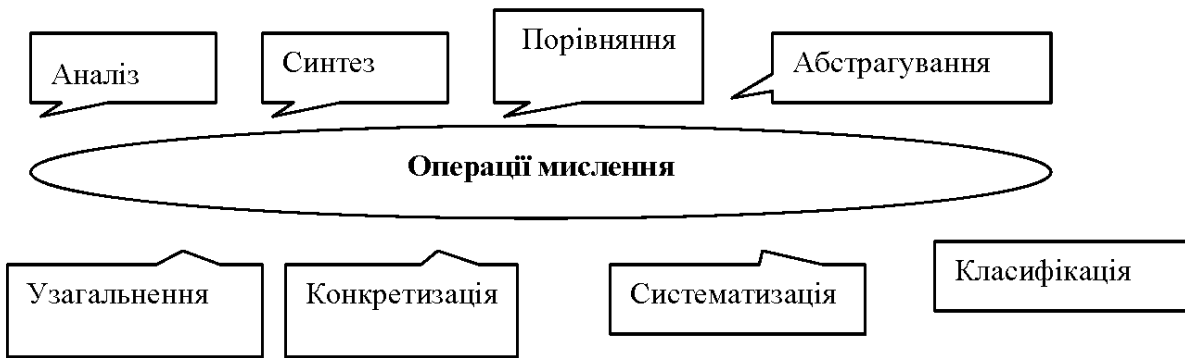 Аналіз
Синтез
Порівняння
Абстрагування
Операції мислення
Узагальнення
Конкретизація
Систематизація
Класифікація